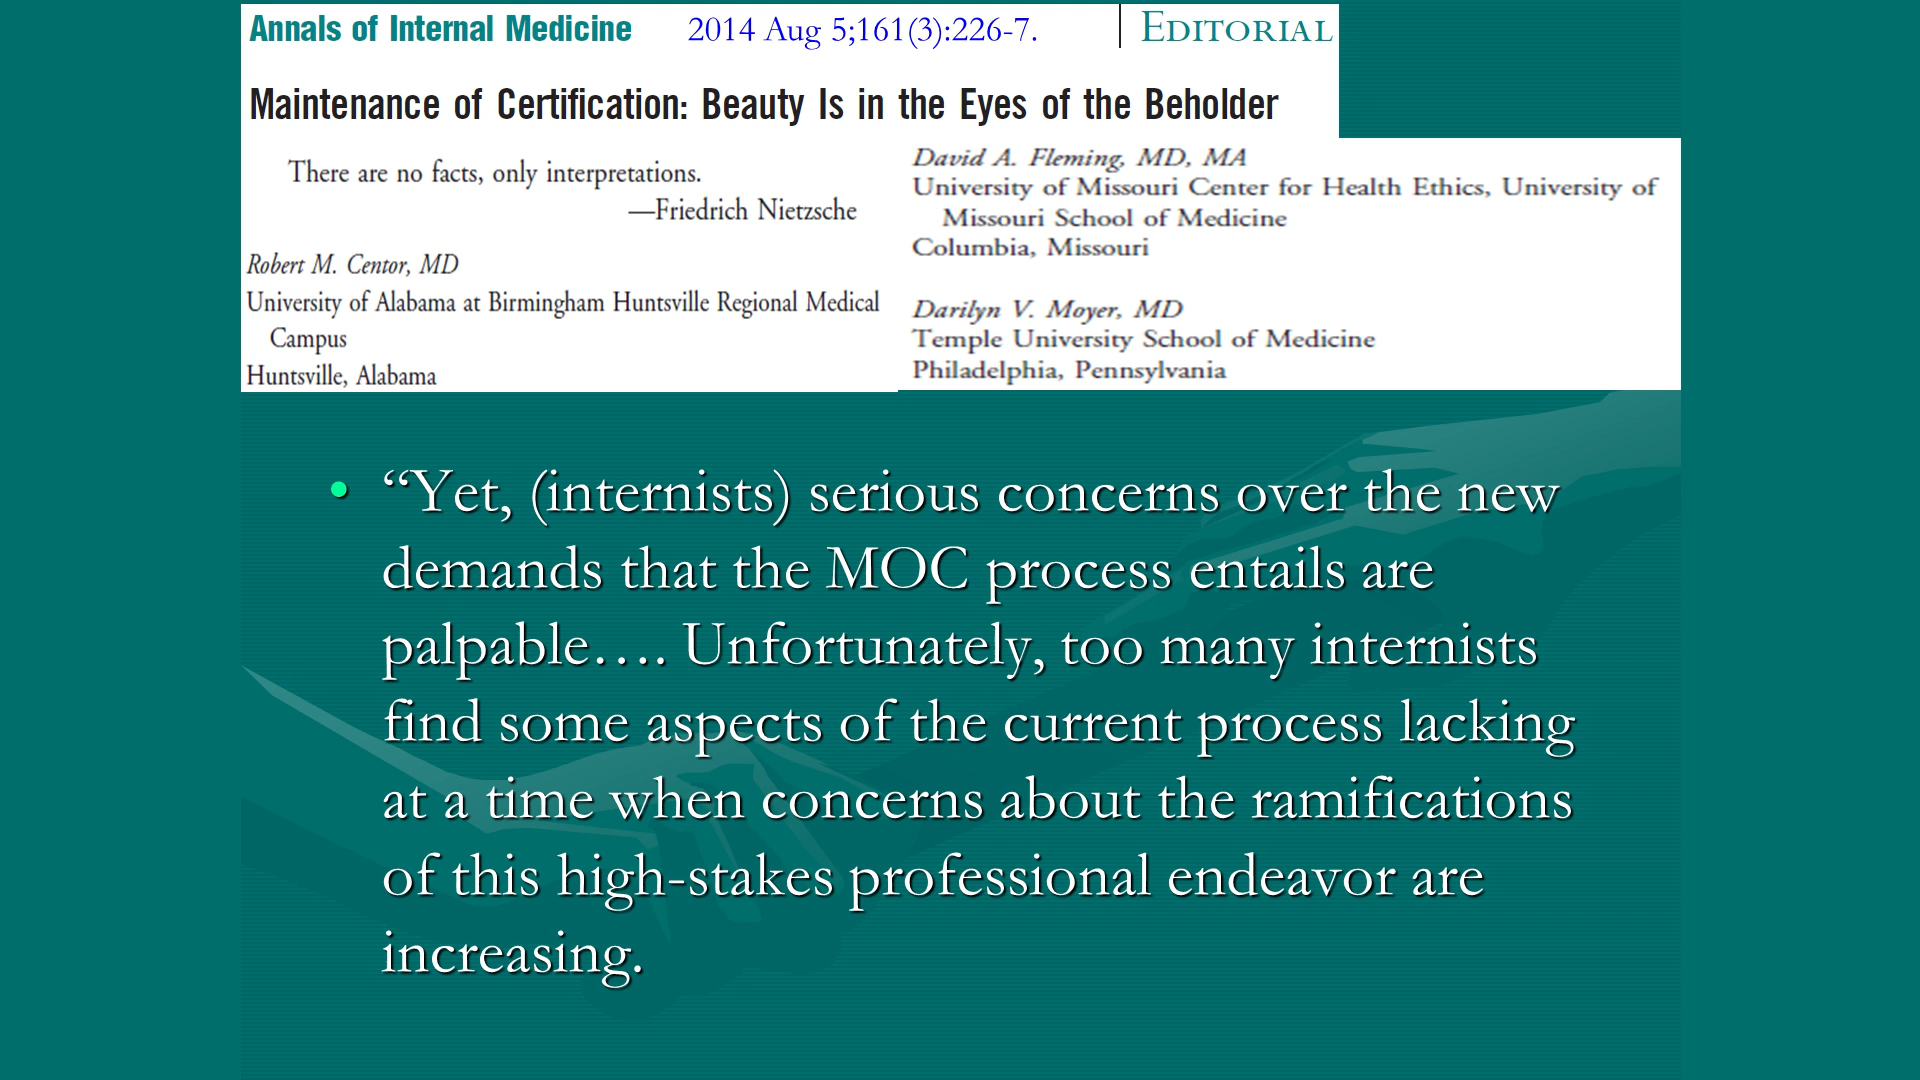 Annals of Internal Medicine 2014 Aug 5;161(3):226-7. EDITORIAL
Maintenance of Certification: Beauty Is in the Eyes of the Beholder
There are no facts, only interpretations.
—Friedrich Nietzsche
Robert M. Centor, MD
University of Alabama at Birmingham Huntsville Regional Medical
Campus
Huntsville, Alabama
David A. Fleming, MD, MA
University of Missouri Center for Health Ethics, University of
Missouri School of Medicine
Columbia, Missouri
Darilyn V. Moyer, MD
Temple University School of Medicine
Philadelphia, Pennsylvania
• “Yet, (internists) serious concerns over the new
demands that the MOC process entails are
palpable…. Unfortunately, too many internists
find some aspects of the current process lacking
at a time when concerns about the ramifications
of this high-stakes professional endeavor are
increasing.